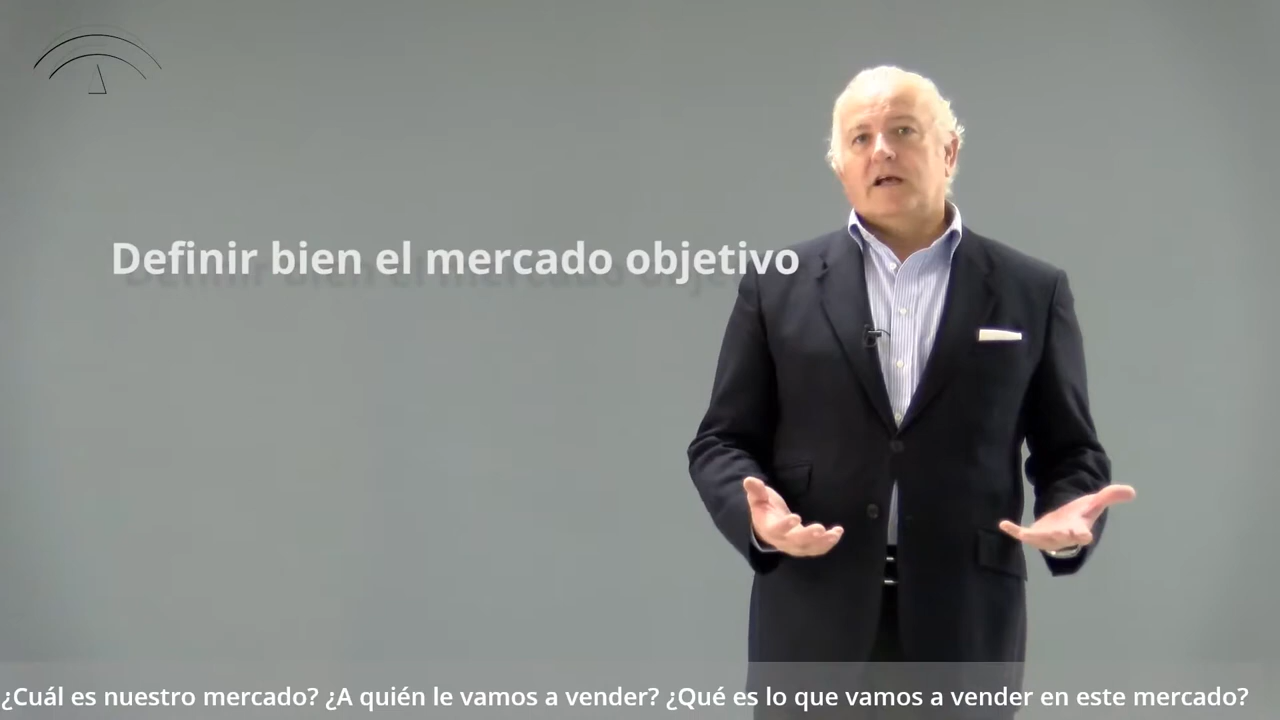 Definir bien el mercado objetivo
¿Cuál es nuestro mercado? ¿A quién le vamos a vender? ¿Qué es lo que vamos a vender en este mercado?